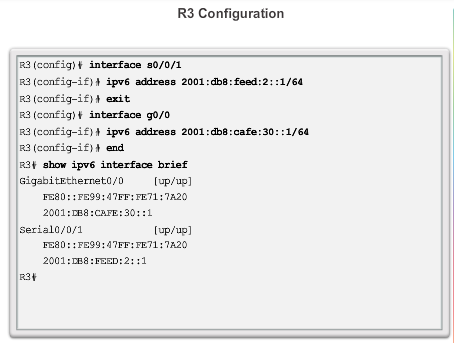 R3 Configuration
R3(config)# interface s0/0/1
R3(config-if)# ipv6 address 2001:db8:feed:2::1/64
R3(config-if)# exit
R3(config)# interface g0/0
R3(config-if)# ipv6 address 2001:db8:cafe:30::1/64
R3(config-if)# end
R3# show ipv6 interface brief
GigabitEthernet0/0 [up/up]
FE80::FE99:47FF:FE71:7A20
2001:DB8:CAFE:30::1
Serial0/0/1 [up/up]
FE80::FE99:47FF:FE71:7A20
2001:DB8:FEED:2::1
R3#